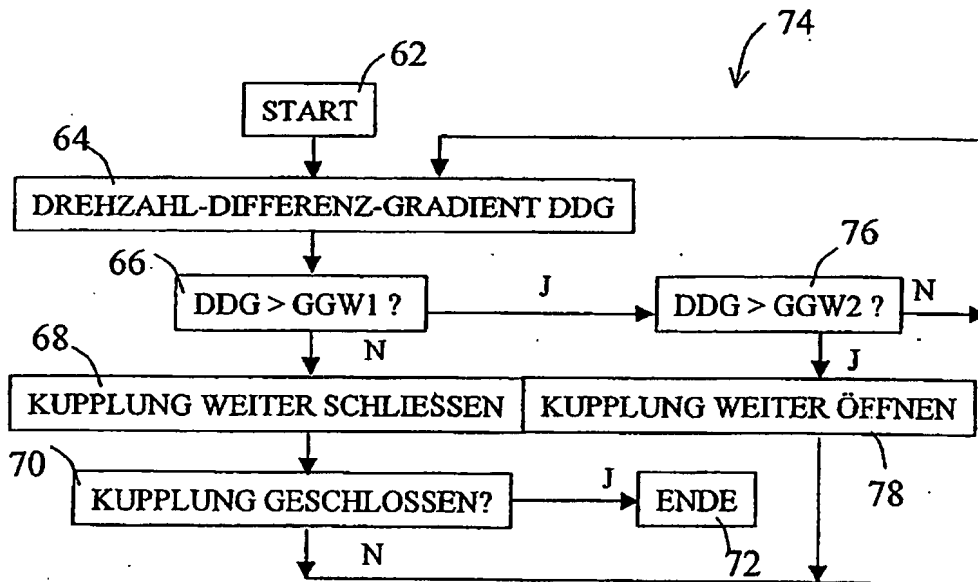 74
62
START
64
DREHZAHL-DIFFERENZ-GRADIENT DDG
66
76
DDG > GGW1 ?
J
DDG > GGW2 ?
N
N
J
68
KUPPLUNG WEITER SCHLIESSEN
KUPPLUNG WEITER ÖFFNEN
70
KUPPLUNG GESCHLOSSEN?
J
ENDE
78
72
N